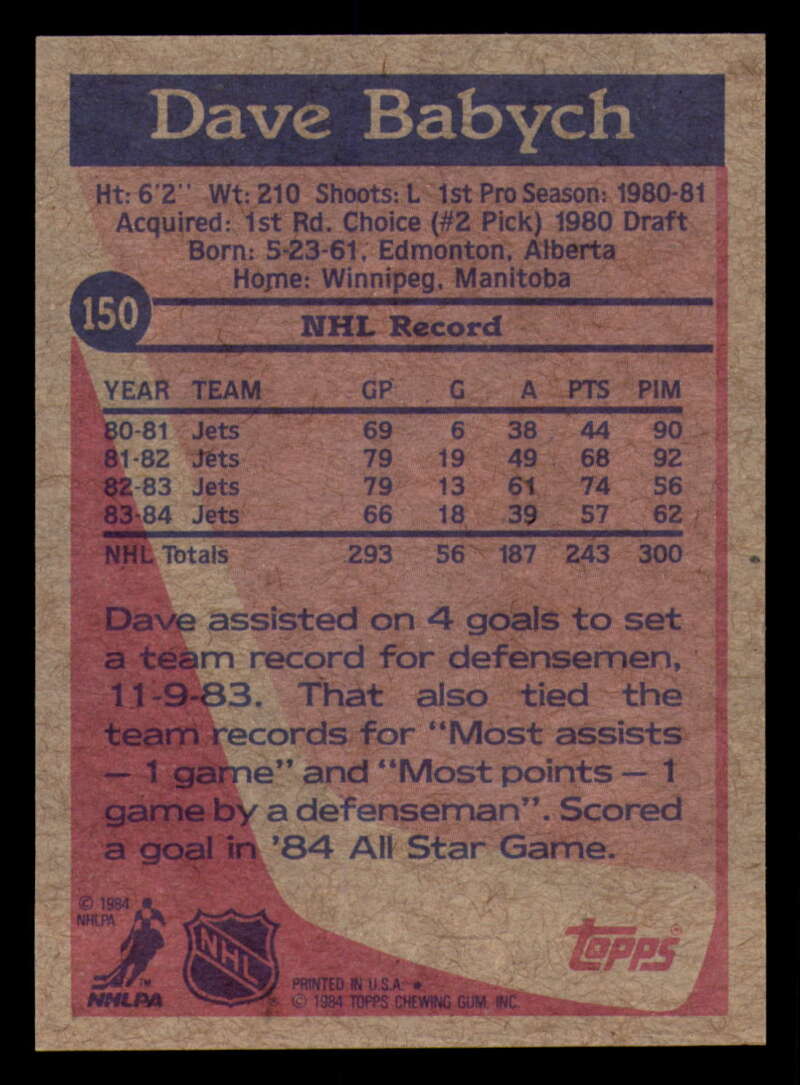 Dave Babych
Ht: 6'2'' Wt: 210 Shoots: L 1st Pro Season: 1980-81
Acquired: 1st Rd. Choice (#2 Pick) 1980 Draft
Born: 5-23-61, Edmonton, Alberta
Home: Winnipeg, Manitoba
150
NHL Record
YEAR TEAM GP G A PTS PIM
80-81 Jets 69 6 38 44 90
81-82 Jets 79 19 49 68 92
82-83 Jets 79 13 61 74 56
83-84 Jets 66 18 39 57 62
NHL Totals 293 56 187 243 300
Dave assisted on 4 goals to set
a team record for defensemen,
11-9-83. That also tied the
team records for “Most assists
— 1 game” and “Most points — 1
game by a defenseman”. Scored
a goal in ’84 All Star Game.
© 1984
NHLPA
NHLPA ™
NHL ®
topps ®
PRINTED IN U.S.A. *
© 1984 TOPPS CHEWING GUM, INC.